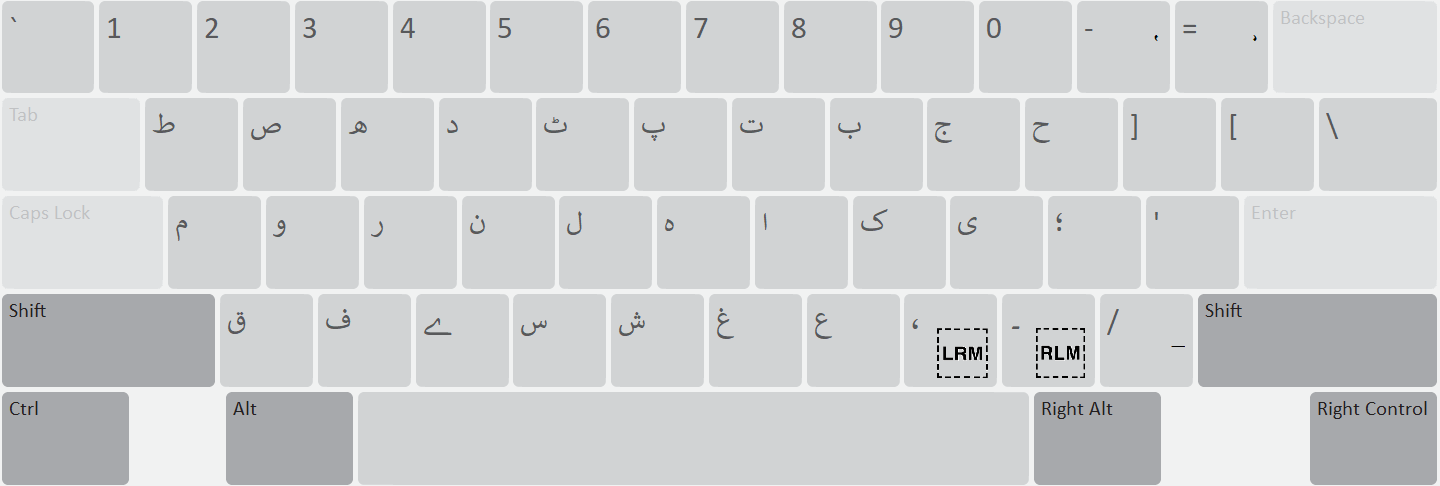 ` 1 2 3 4 5 6 7 8 9 0 - = Backspace
Tab ط ص ھ د ٹ پ ت ب ج ح ] [ \
Caps Lock م و ر ن ل ہ ا ک ی ؛ ' Enter
Shift ق ف ے س ش غ ع ، LRM ۔ RLM / _ Shift
Ctrl Alt Right Alt Right Control